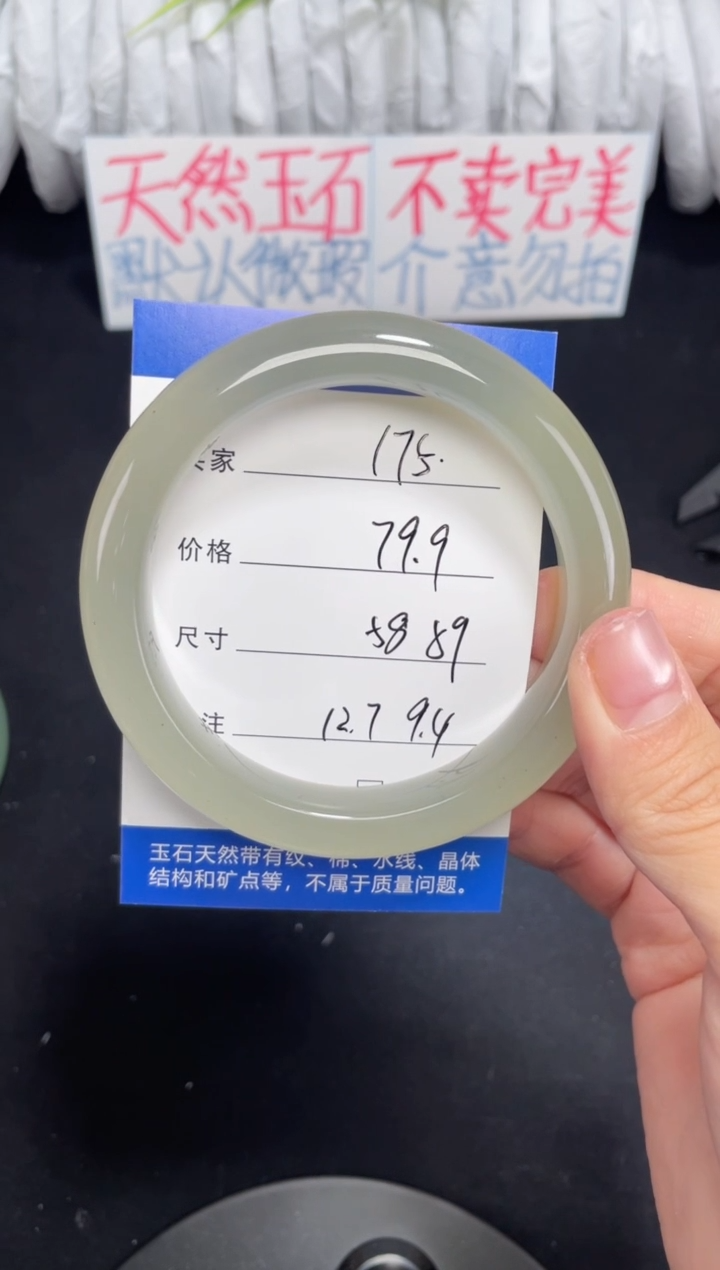 天然玉石 不卖完美
默认微瑕 介意勿拍
家 175.
价格 79.9
尺寸 58 59
注 12.7 9.4
玉石天然带有纹、棉、水线、晶体
结构和矿点等，不属于质量问题。